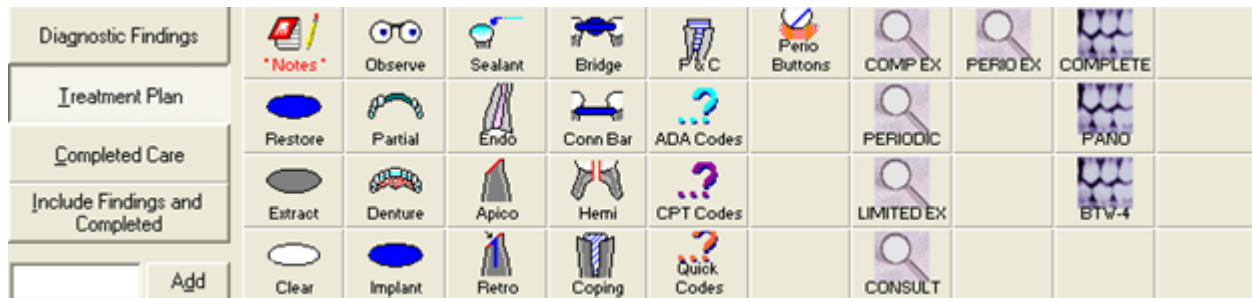 Diagnostic Findings
Treatment Plan
Completed Care
Include Findings and
Completed
Add
*Notes*
Observe
Sealant
Bridge
P & C
Perio
Buttons
COMP EX
PERIO EX
COMPLETE
Restore
Partial
Endo
Conn Bar
ADA Codes
PERIODIC
PANO
Extract
Denture
Apico
Hemi
CPT Codes
LIMITED EX
BTW-4
Clear
Implant
Retro
Coping
Quick
Codes
CONSULT